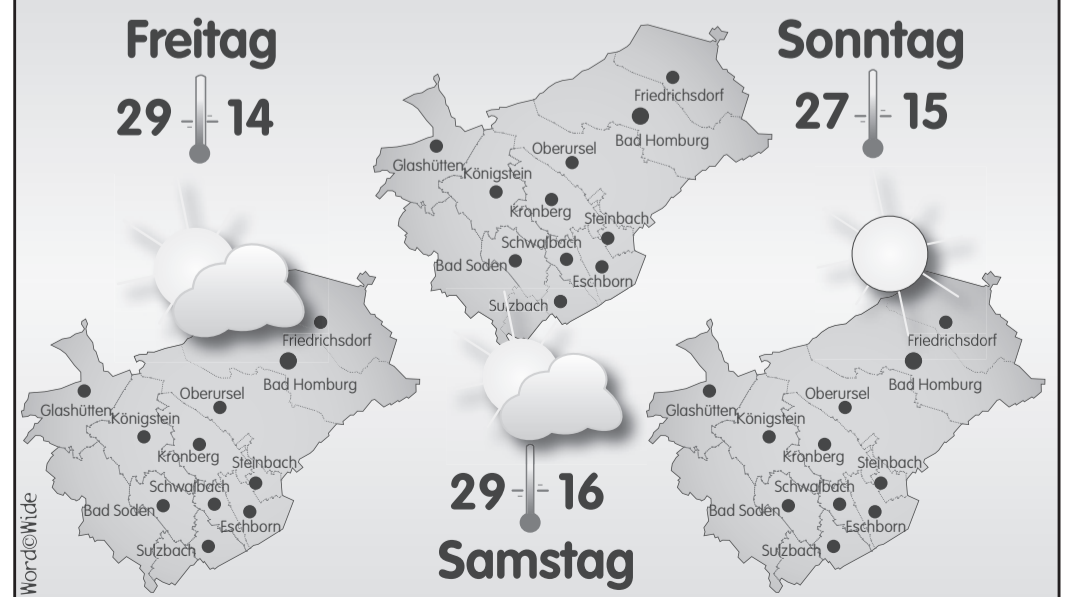 Freitag
29 14
Friedrichsdorf
Bad Homburg
Oberursel
Glashütten
Königstein
Kronberg
Steinbach
Schwalbach
Bad Soden
Eschborn
Sulzbach
Word©Wide
Friedrichsdorf
Bad Homburg
Oberursel
Glashütten
Königstein
Kronberg
Steinbach
Schwalbach
Bad Soden
Eschborn
Sulzbach
29 16
Samstag
Sonntag
27 15
Friedrichsdorf
Bad Homburg
Oberursel
Glashütten
Königstein
Kronberg
Steinbach
Schwalbach
Bad Soden
Eschborn
Sulzbach